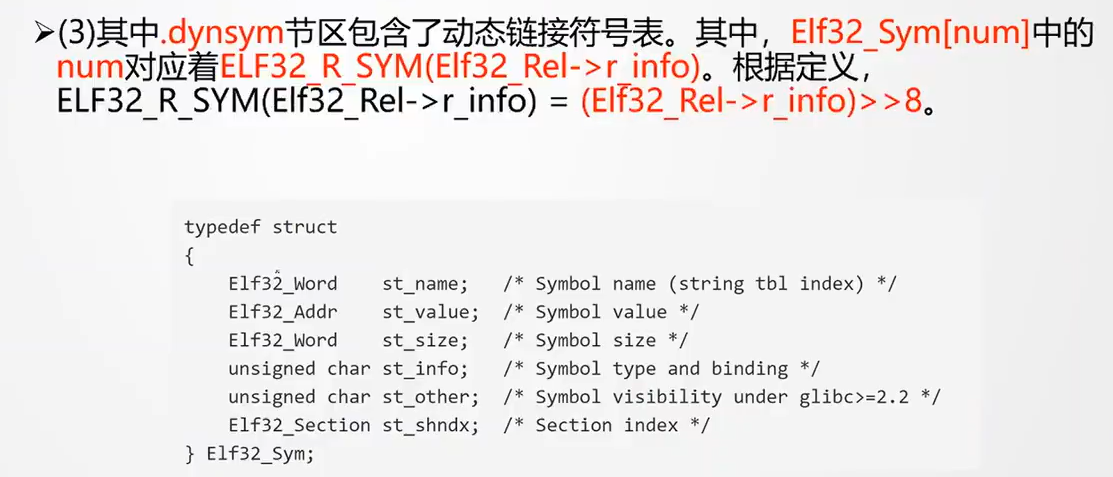 ➢(3)其中.dynsym节区包含了动态链接符号表。其中，Elf32_Sym[num]中的
num对应着ELF32_R_SYM(Elf32_Rel->r_info)。根据定义，
ELF32_R_SYM(Elf32_Rel->r_info) = (Elf32_Rel->r_info)>>8。
typedef struct
{
    Elf32_Word    st_name;   /* Symbol name (string tbl index) */
    Elf32_Addr    st_value;  /* Symbol value */
    Elf32_Word    st_size;   /* Symbol size */
    unsigned char st_info;   /* Symbol type and binding */
    unsigned char st_other;  /* Symbol visibility under glibc>=2.2 */
    Elf32_Section st_shndx;  /* Section index */
} Elf32_Sym;